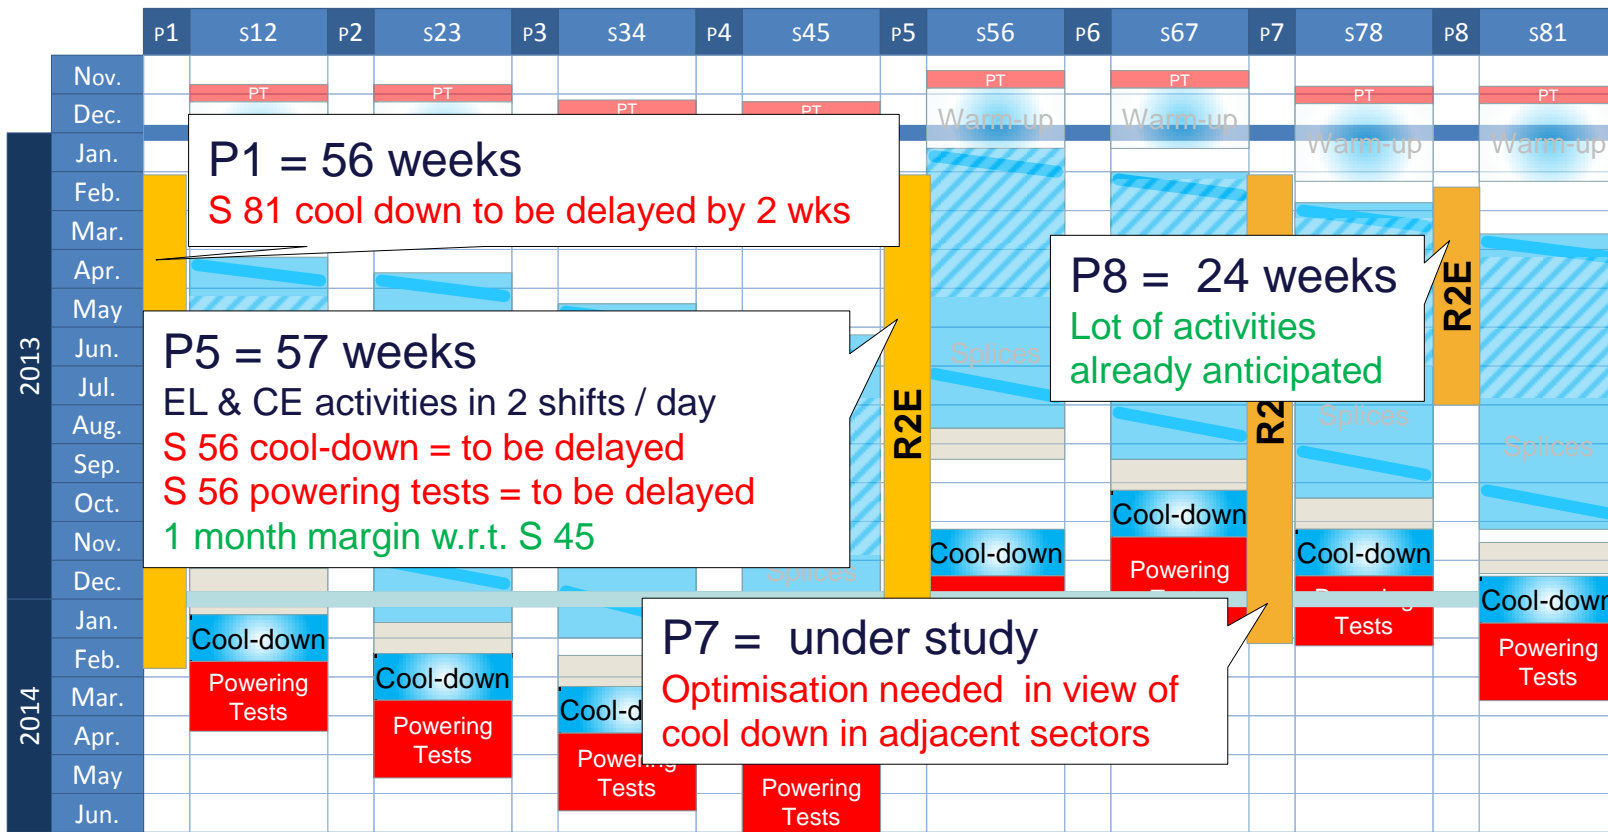 P1 S12 P2 S23 P3 S34 P4 S45 P5 S56 P6 S67 P7 S78 P8 S81
Nov.
Dec.
Jan.
Feb.
Mar.
Apr.
May
Jun.
Jul.
Aug.
Sep.
Oct.
Nov.
Dec.
Jan.
Feb.
Mar.
Apr.
May
Jun.
2013
2014
PT PT PT PT PT PT PT PT
Warm-up Warm-up Warm-up Warm-up
P1 = 56 weeks
S 81 cool down to be delayed by 2 wks
P5 = 57 weeks
EL & CE activities in 2 shifts / day
S 56 cool-down = to be delayed
S 56 powering tests = to be delayed
1 month margin w.r.t. S 45
P8 = 24 weeks
Lot of activities
already anticipated
P7 = under study
Optimisation needed in view of
cool down in adjacent sectors
R2E
R2
R2E
Splices
Splices
Splices
Splices
Cool-down
Powering
Tests
Cool-down
Powering
Tests
Cool-d
Powering
Tests
Powering
Tests
Cool-down
Cool-down
Powering
Cool-down
Tests
Cool-down
Powering
Tests